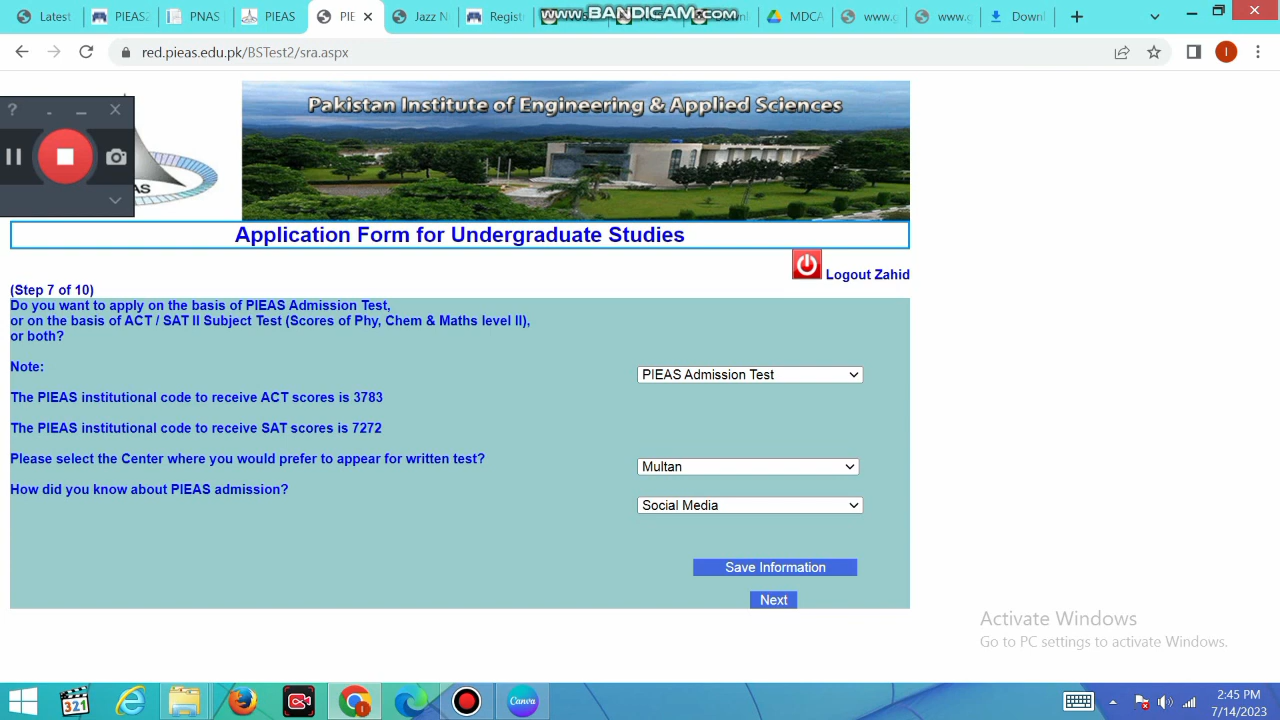 Latest
PIEAS
PNAS
PIEAS
PIE
Jazz N
Regist
www.BANDICAM.com
MDCA
www.g
www.g
Downl
red.pieas.edu.pk/BSTest2/sra.aspx
I
Pakistan Institute of Engineering & Applied Sciences
AS
Application Form for Undergraduate Studies
Logout Zahid
(Step 7 of 10)
Do you want to apply on the basis of PIEAS Admission Test,
or on the basis of ACT / SAT II Subject Test (Scores of Phy, Chem & Maths level II),
or both?
Note:
PIEAS Admission Test
The PIEAS institutional code to receive ACT scores is 3783
The PIEAS institutional code to receive SAT scores is 7272
Please select the Center where you would prefer to appear for written test?
Multan
How did you know about PIEAS admission?
Social Media
Save Information
Next
Activate Windows
Go to PC settings to activate Windows.
321
Canva
2:45 PM
7/14/2023